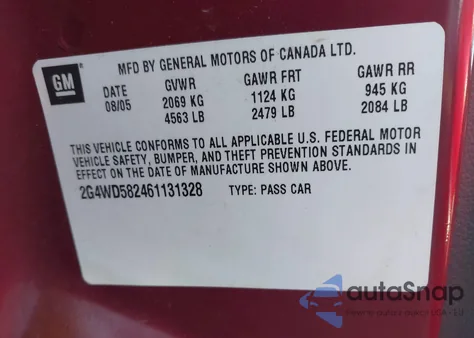 GM
MFD BY GENERAL MOTORS OF CANADA LTD.
DATE GVWR GAWR FRT GAWR RR
08/05 2069 KG 1124 KG 945 KG
4563 LB 2479 LB 2084 LB
THIS VEHICLE CONFORMS TO ALL APPLICABLE U.S. FEDERAL MOTOR
VEHICLE SAFETY, BUMPER, AND THEFT PREVENTION STANDARDS IN
EFFECT ON THE DATE OF MANUFACTURE SHOWN ABOVE.
2G4WD582461131328 TYPE: PASS CAR
autoSnap